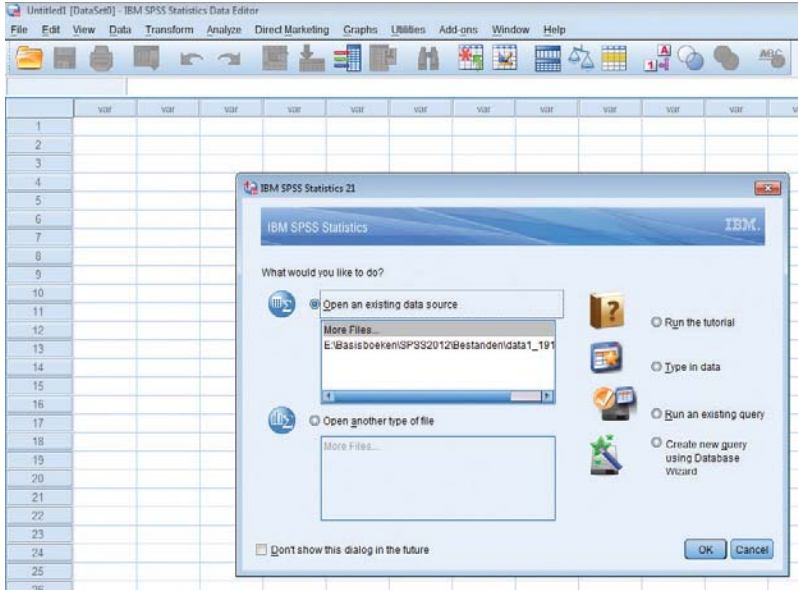 Untitled1 [DataSet0] - IBM SPSS Statistics Data Editor
File Edit View Data Transform Analyze Direct Marketing Graphs Utilities Add-ons Window Help
A
1
ABC
var var var var var var var var var var var
1
2
3
4
5
6
7
8
9
10
11
12
13
14
15
16
17
18
19
20
21
22
23
24
25
26
IBM SPSS Statistics 21
IBM SPSS Statistics
IBM.
What would you like to do?
Open an existing data source
More Files...
E:\Basisboeken\SPSS2012\Bestanden\data1_191
Open another type of file
More Files...
Run the tutorial
Type in data
Run an existing query
Create new query
using Database
Wizard
Don't show this dialog in the future
OK Cancel